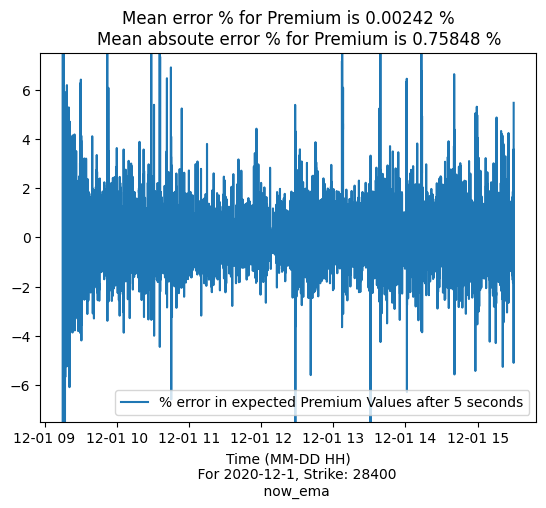 Mean error % for Premium is 0.00242 %
Mean absoute error % for Premium is 0.75848 %
6
4
2
0
−2
−4
−6
% error in expected Premium Values after 5 seconds
12-01 09 12-01 10 12-01 11 12-01 12 12-01 13 12-01 14 12-01 15
Time (MM-DD HH)
For 2020-12-1, Strike: 28400
now_ema